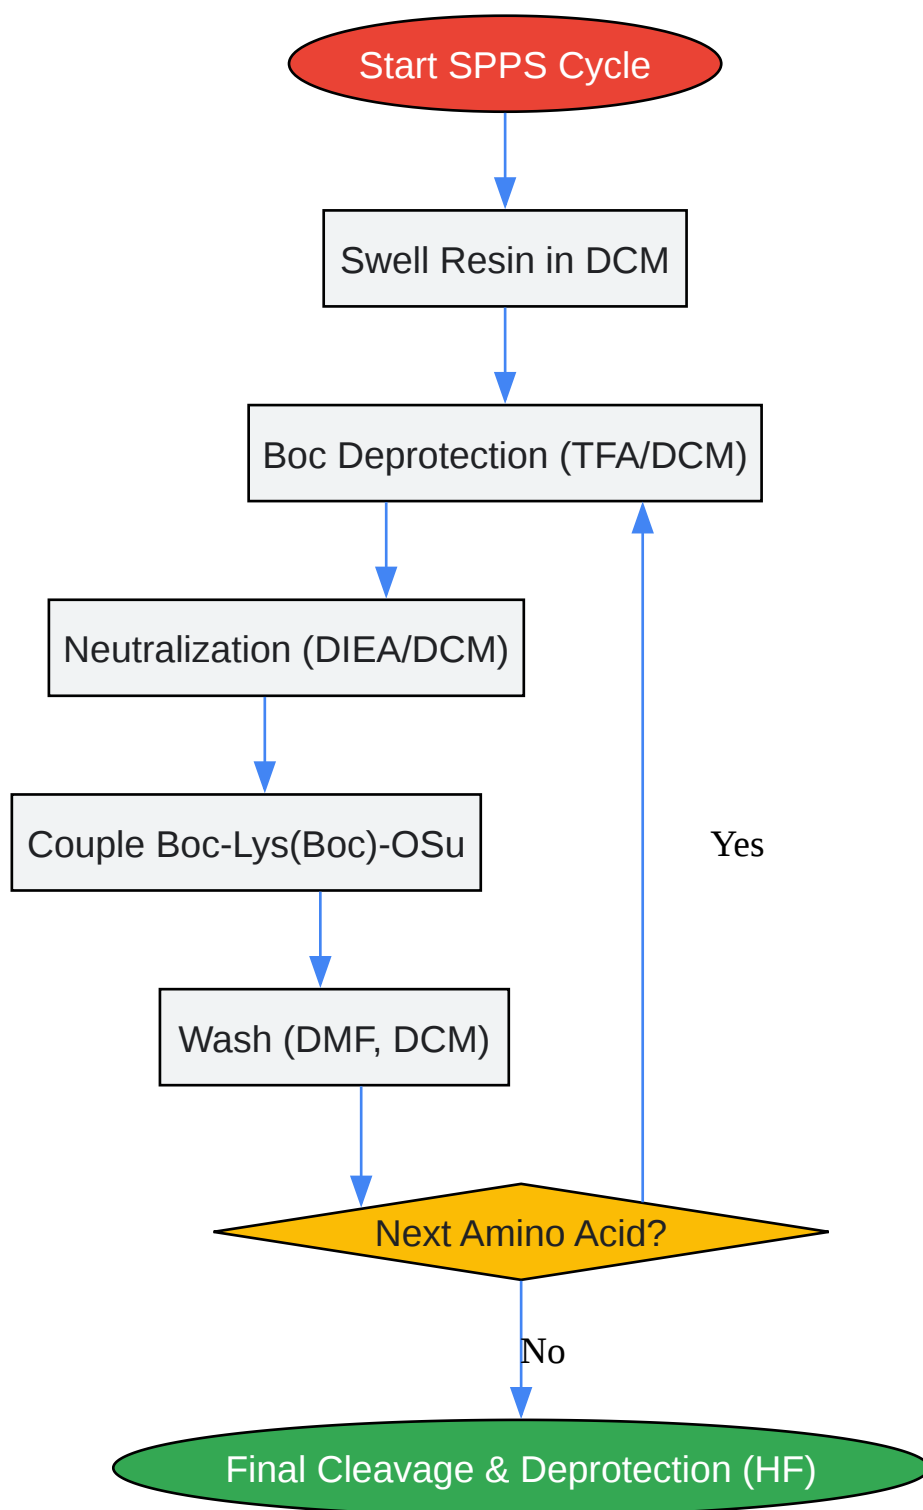 Start SPPS Cycle
Swell Resin in DCM
Boc Deprotection (TFA/DCM)
Neutralization (DIEA/DCM)
Couple Boc-Lys(Boc)-OSu
Yes
Wash (DMF, DCM)
Next Amino Acid?
No
Final Cleavage & Deprotection (HF)